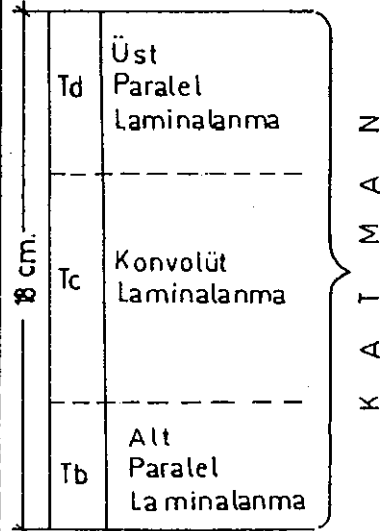 Td
Üst
Paralel
Laminalanma
Tc
Konvolüt
Laminalanma
Tb
Alt
Paralel
Laminalanma
18 cm.
KATMAN